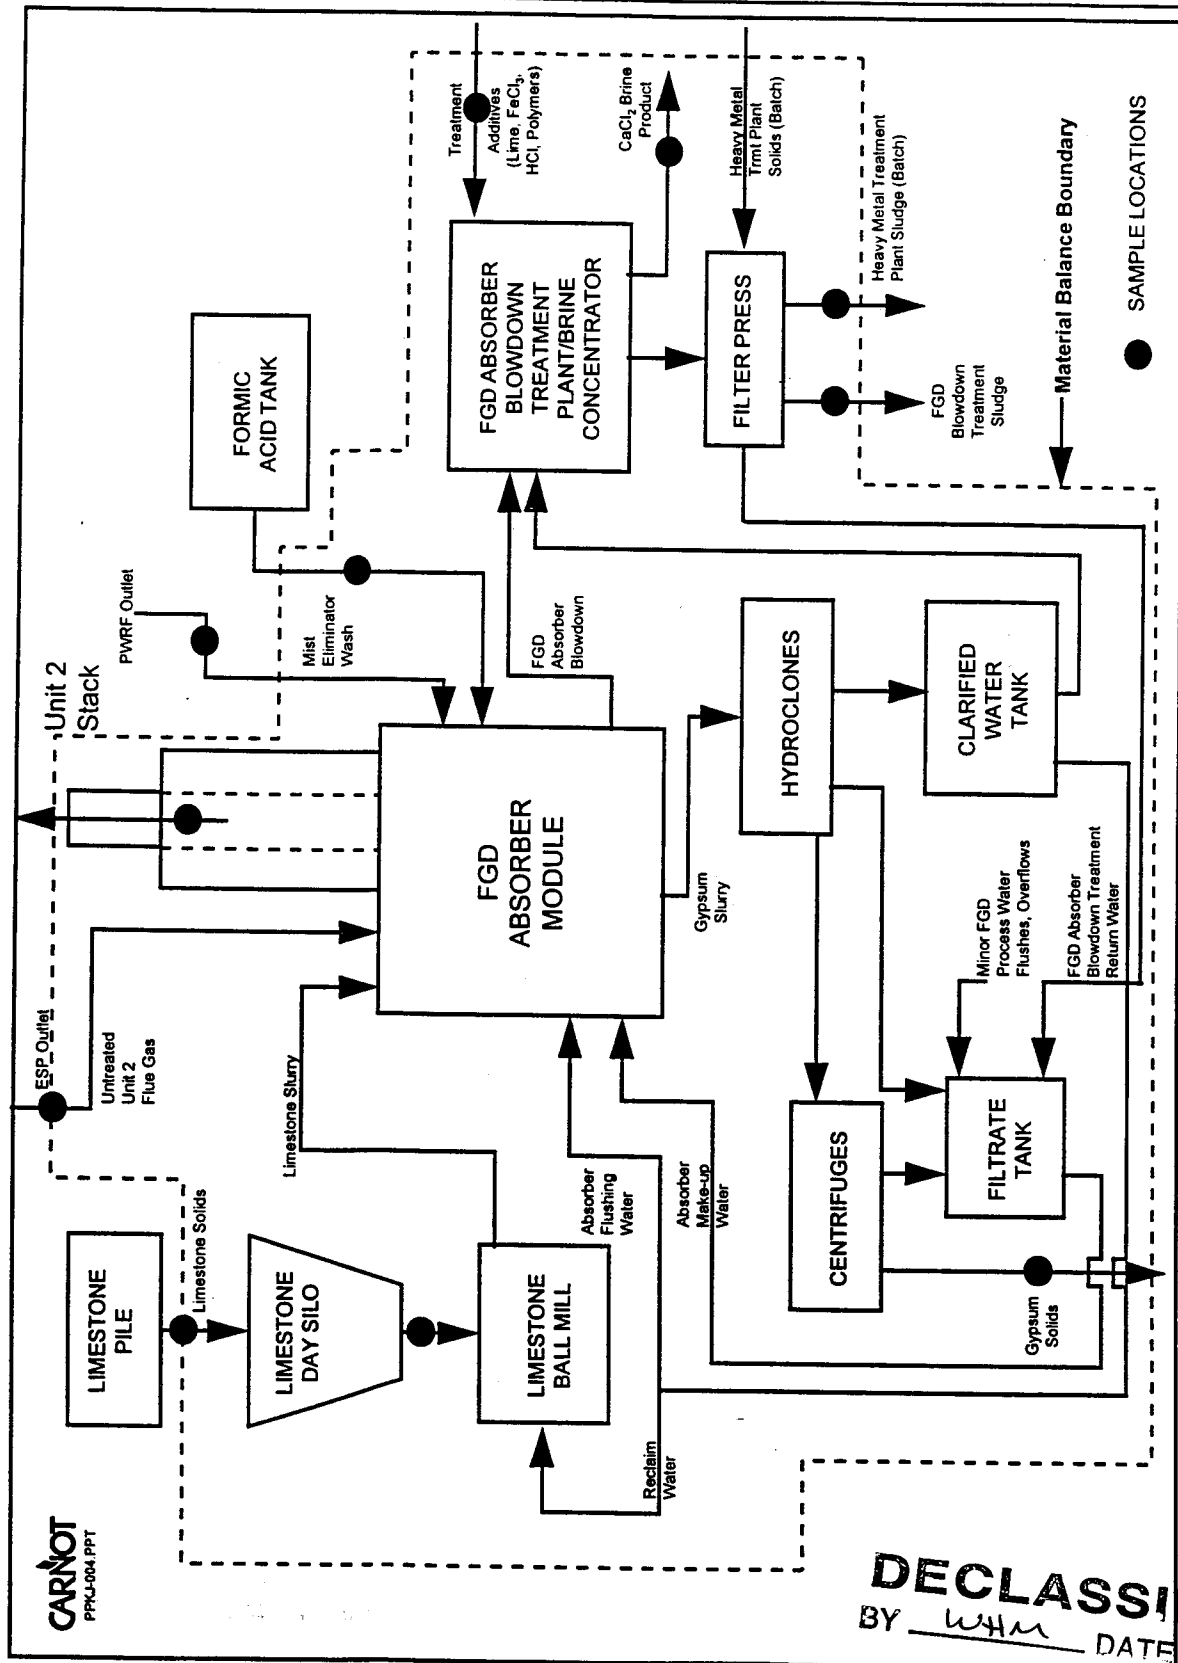 CARNOT
PPKJ-004.PPT
LIMESTONE
PILE
Limestone Solids
LIMESTONE
DAY SILO
LIMESTONE
BALL MILL
Reclaim
Water
Limestone Slurry
ESP Outlet
Untreated
Unit 2
Flue Gas
Unit 2
Stack
PWRF Outlet
Mist
Eliminator
Wash
FORMIC
ACID TANK
FGD
ABSORBER
MODULE
Absorber
Flushing
Water
Absorber
Make-up
Water
Gypsum
Slurry
FGD
Absorber
Blowdown
Treatment
Additives
(Lime, FeCl3,
HCl, Polymers)
FGD ABSORBER
BLOWDOWN
TREATMENT
PLANT/BRINE
CONCENTRATOR
CaCl2 Brine
Product
Heavy Metal
Trmt Plant
Solids (Batch)
FILTER PRESS
Heavy Metal Treatment
Plant Sludge (Batch)
FGD
Blowdown
Treatment
Sludge
HYDROCLONES
CLARIFIED
WATER
TANK
CENTRIFUGES
FILTRATE
TANK
Minor FGD
Process Water
Flushes, Overflows
FGD Absorber
Blowdown Treatment
Return Water
Gypsum
Solids
Material Balance Boundary
SAMPLE LOCATIONS
DECLASSI
BY WHM DATE